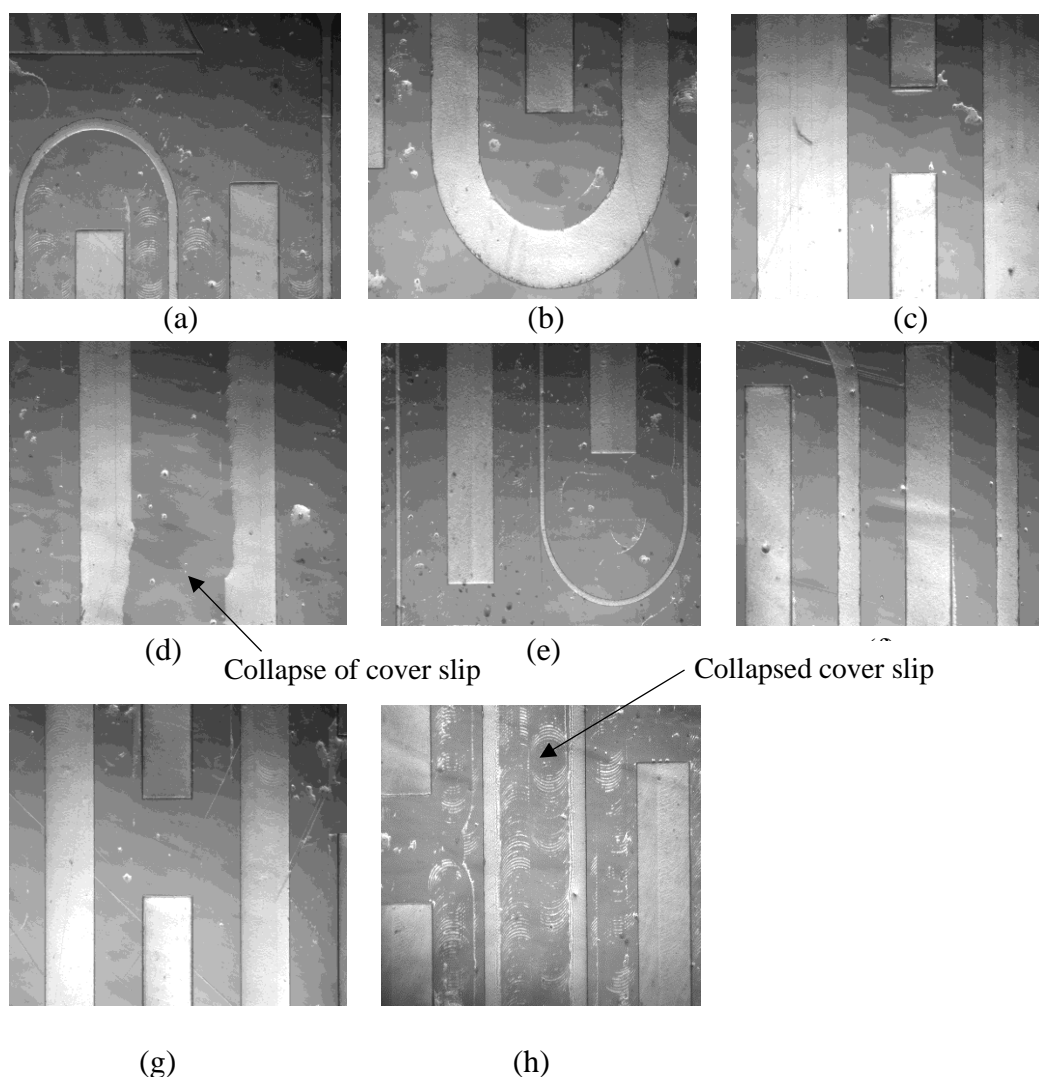 (a)
(b)
(c)
(d)
(e)
Collapse of cover slip
Collapsed cover slip
(g)
(h)